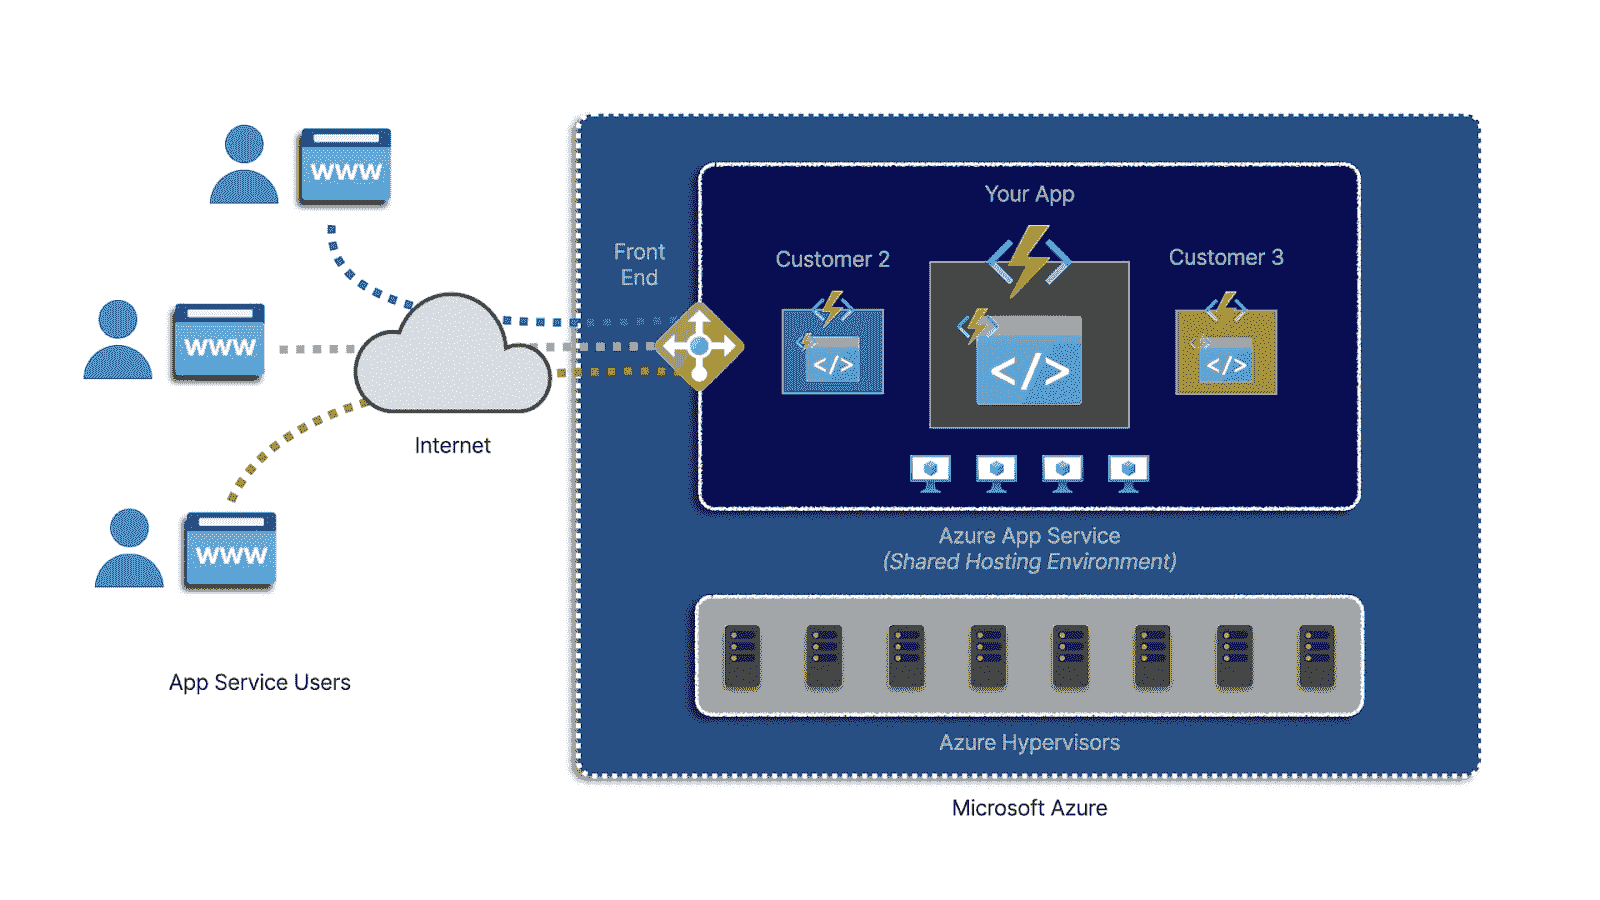 WWW
WWW
WWW
App Service Users
Internet
Front
End
Your App
Customer 2
Customer 3
</>
</>
</>
Azure App Service
(Shared Hosting Environment)
Azure Hypervisors
Microsoft Azure